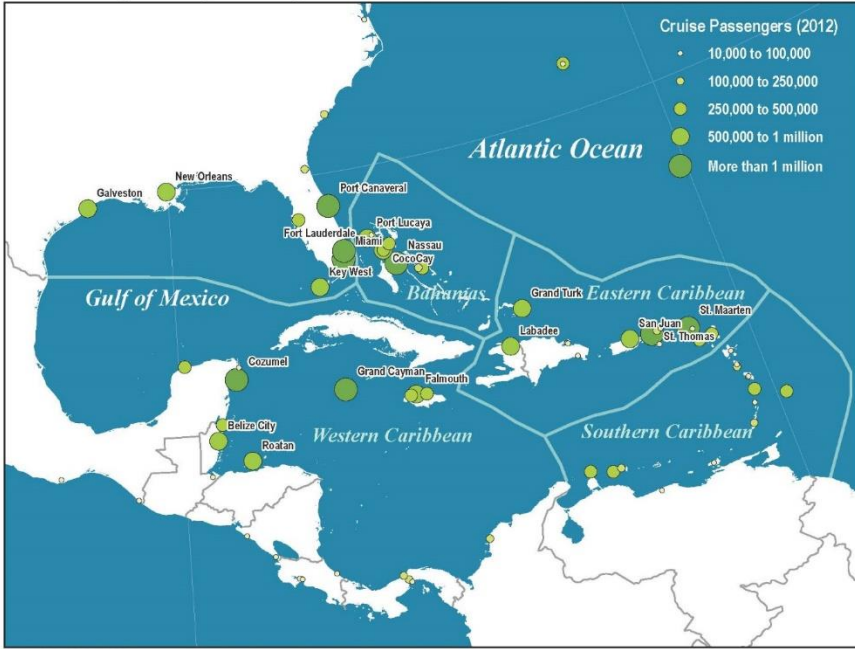 Cruise Passengers (2012)
10,000 to 100,000
100,000 to 250,000
250,000 to 500,000
500,000 to 1 million
More than 1 million
Atlantic Ocean
New Orleans
Galveston
Port Canaveral
Port Lucaya
Fort Lauderdale
Miami
Nassau
CocoCay
Key West
Gulf of Mexico
Bahamas
Grand Turk
Eastern Caribbean
St. Maarten
San Juan
Labadee
St. Thomas
Cozumel
Grand Cayman
Falmouth
Belize City
Western Caribbean
Southern Caribbean
Roatan